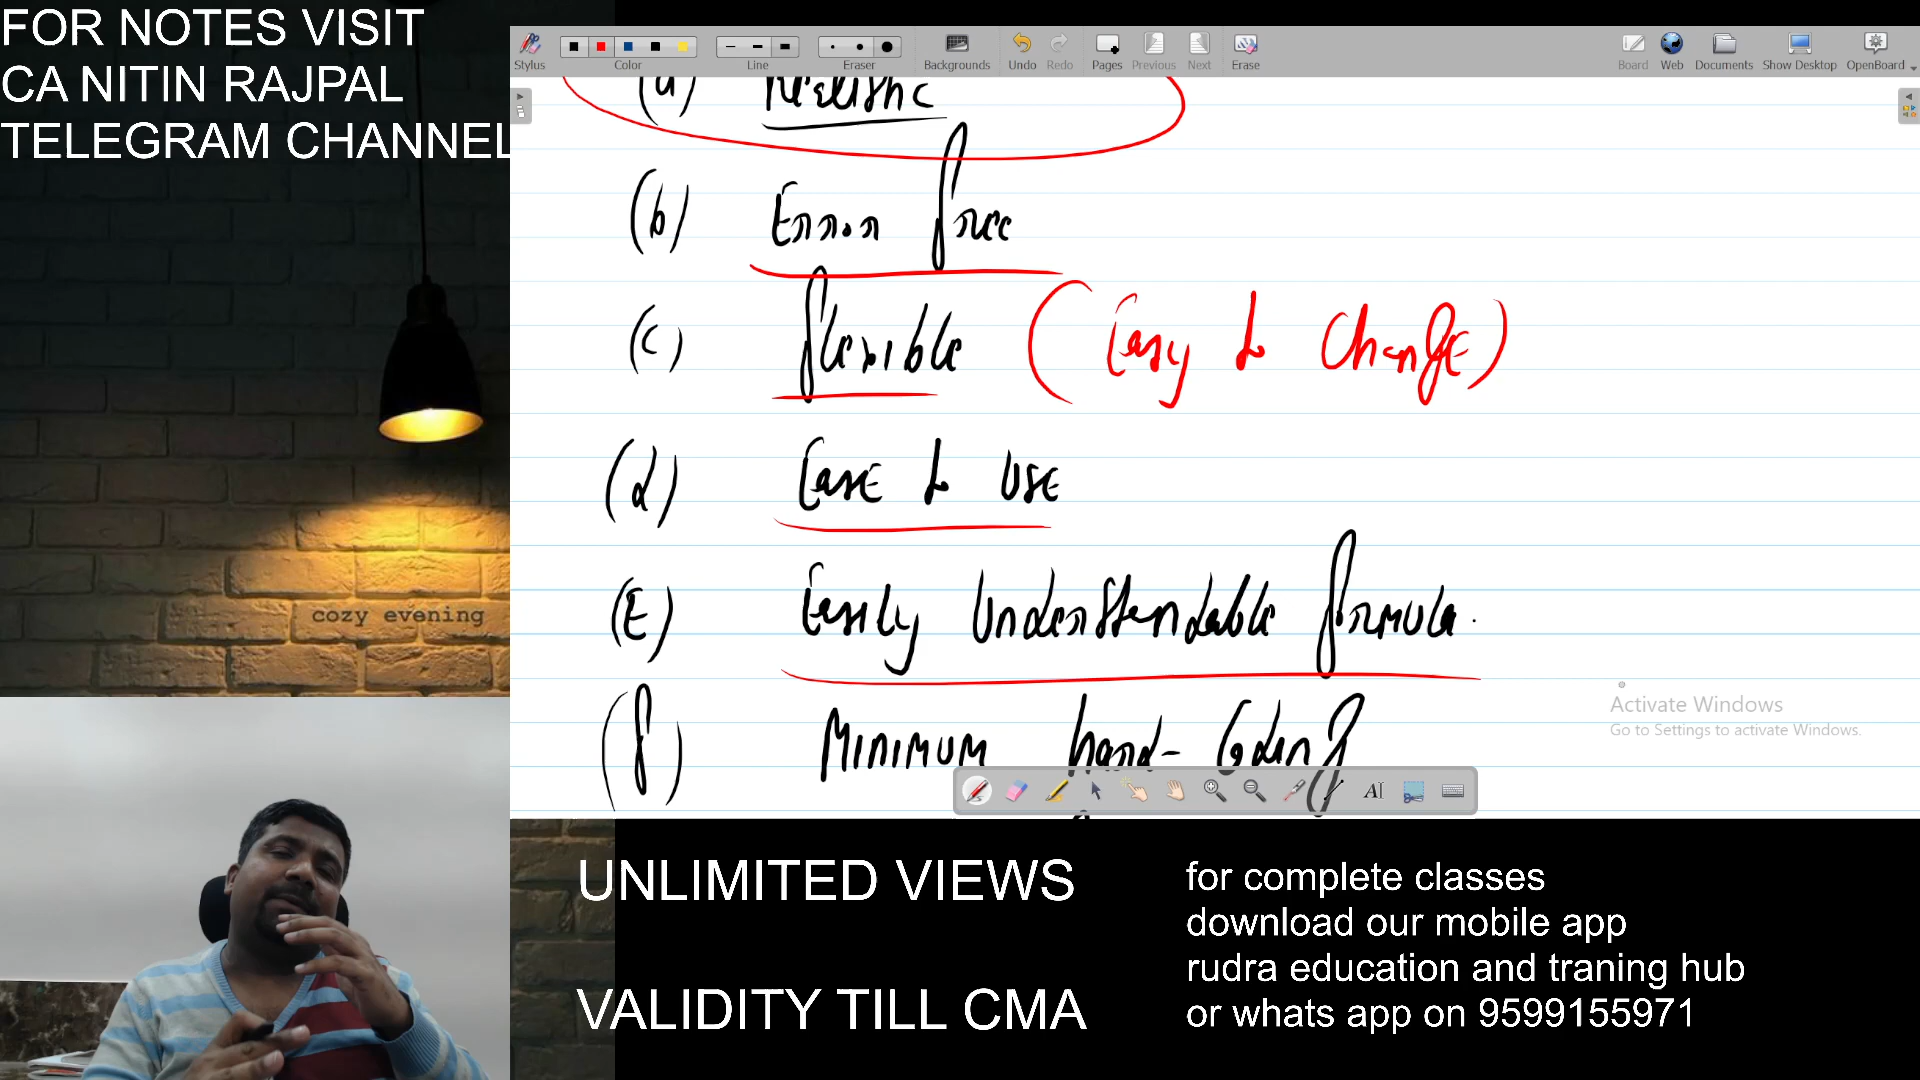 FOR NOTES VISIT
CA NITIN RAJPAL
TELEGRAM CHANNEL
Stylus Color Line Eraser Backgrounds Undo Redo Pages Previous Next Erase Board Web Documents Show Desktop OpenBoard
(a) Realistic
(b) Error free
(c) flexible (Easy to Change)
(d) Ease to Use
(E) Easily Understandable formula.
(f) Minimum hard-Coding
cozy evening
Activate Windows
Go to Settings to activate Windows.
UNLIMITED VIEWS
VALIDITY TILL CMA
for complete classes
download our mobile app
rudra education and traning hub
or whats app on 9599155971